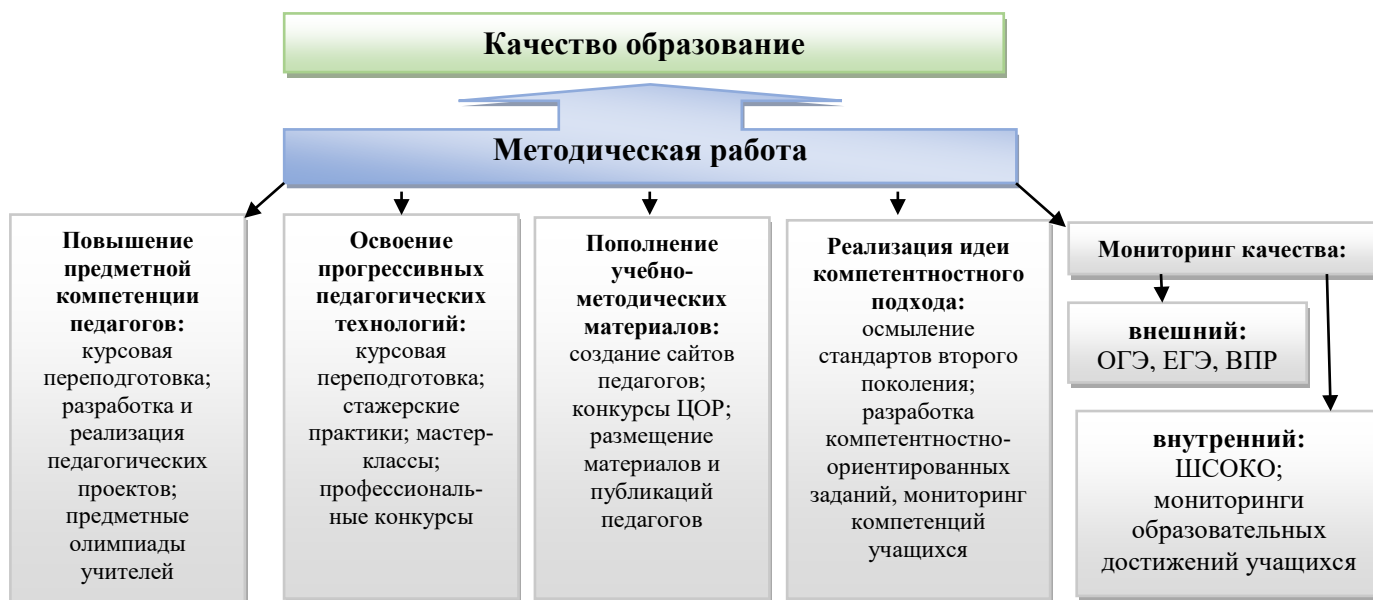 Качество образование
Методическая работа
Повышение
предметной
компетенции
педагогов:
курсовая
переподготовка;
разработка и
реализация
педагогических
проектов;
предметные
олимпиады
учителей
Освоение
прогрессивных
педагогических
технологий:
курсовая
переподготовка;
стажерские
практики; мастер-
классы;
профессиональ-
ные конкурсы
Пополнение
учебно-
методических
материалов:
создание сайтов
педагогов;
конкурсы ЦОР;
размещение
материалов и
публикаций
педагогов
Реализация идеи
компетентностного
подхода:
осмыление
стандартов второго
поколения;
разработка
компетентностно-
ориентированных
заданий, мониторинг
компетенций
учащихся
Мониторинг качества:
внешний:
ОГЭ, ЕГЭ, ВПР
внутренний:
ШСОКО;
мониторинги
образовательных
достижений учащихся